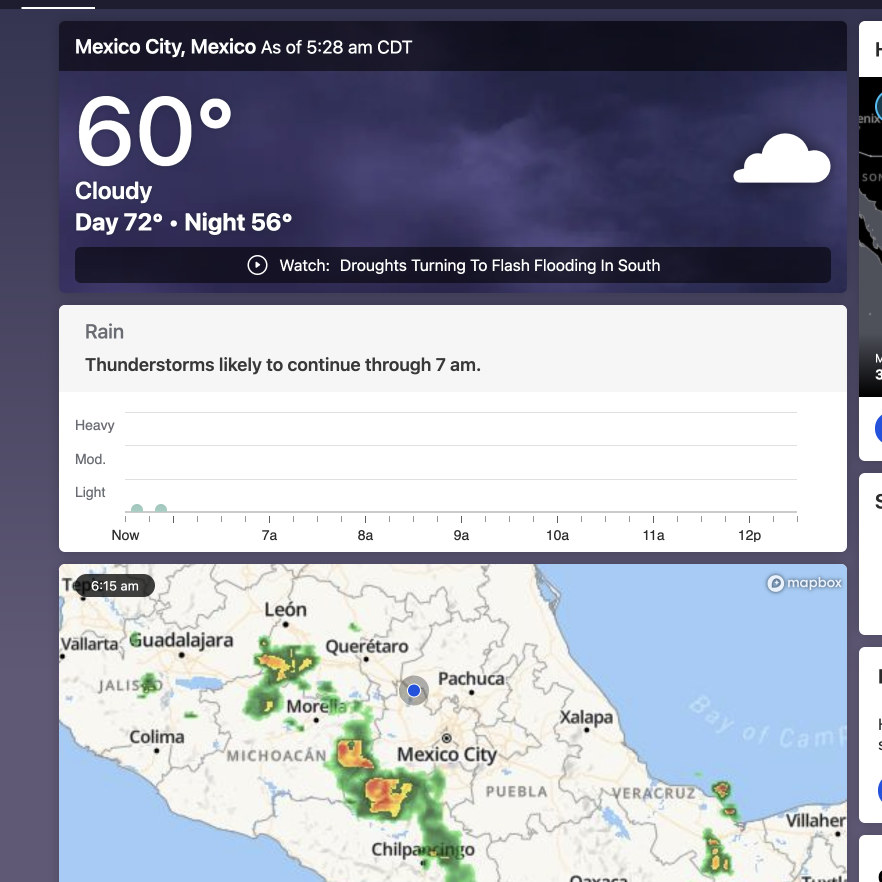 Mexico City, Mexico As of 5:28 am CDT
60°
Cloudy
Day 72° • Night 56°
Watch: Droughts Turning To Flash Flooding In South
Rain
Thunderstorms likely to continue through 7 am.
Heavy
Mod.
Light
Now 7a 8a 9a 10a 11a 12p
6:15 am
mapbox
León
Vallarta Guadalajara Querétaro
JALISCO
Pachuca
Morelia
Xalapa
Colima
MICHOACÁN
Mexico City
PUEBLA
VERACRUZ
Bay of Camp
Villaher
Chilpancingo
Oaxaca
Tuxtl